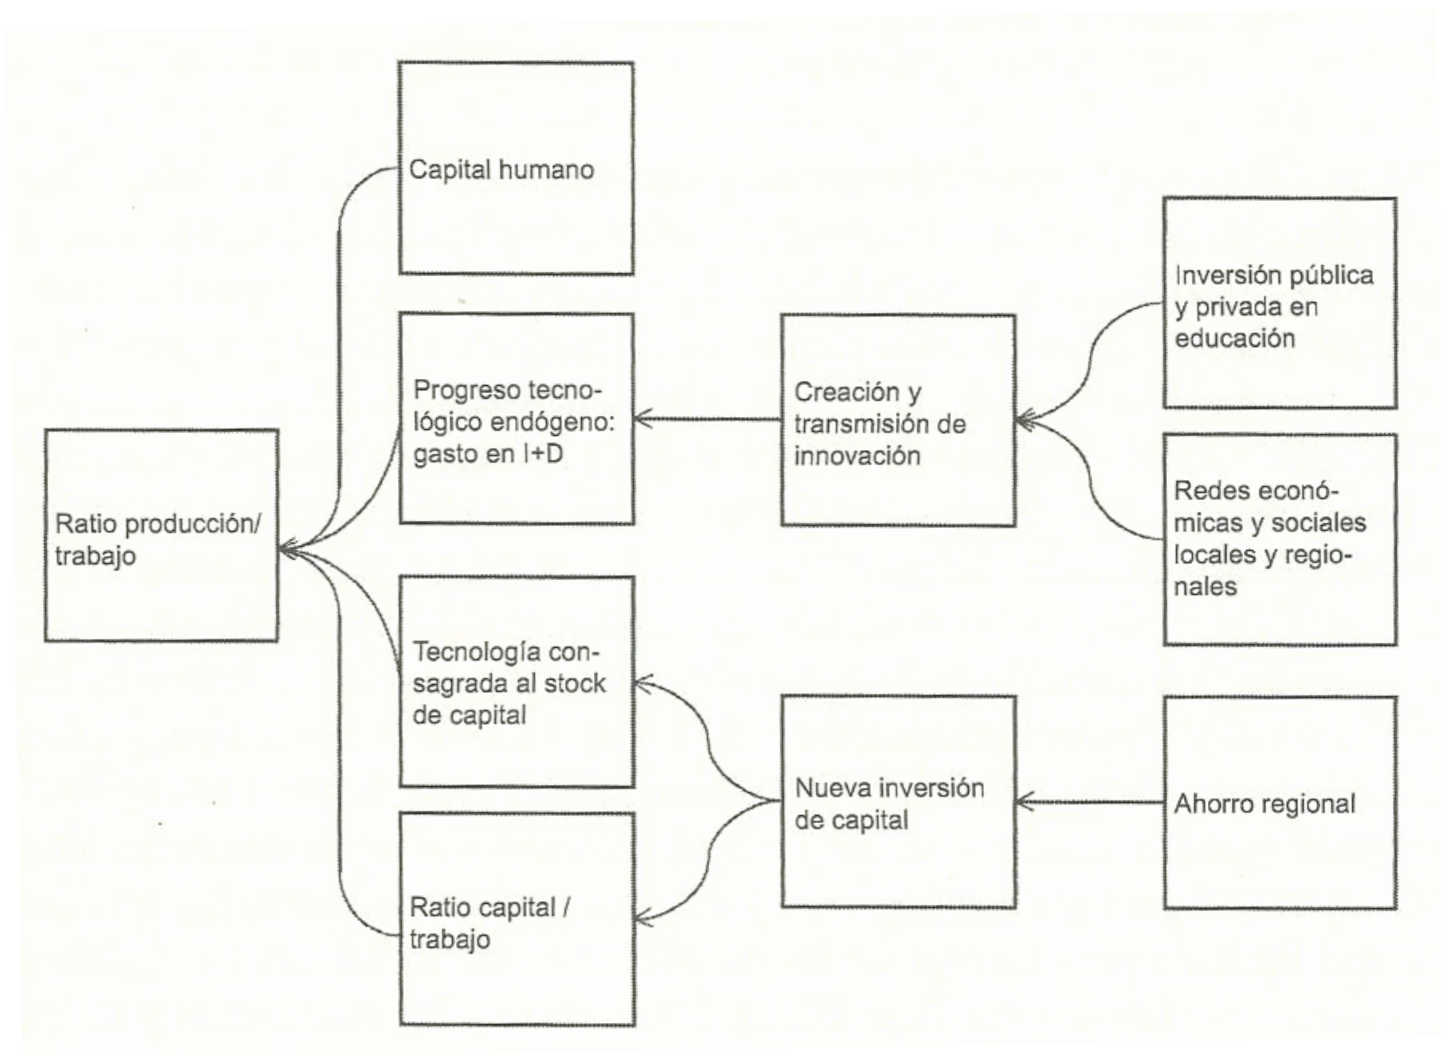 Capital humano
Inversión pública
y privada en
educación
Progreso tecno-
lógico endógeno:
gasto en I+D
Creación y
transmisión de
innovación
Ratio producción/
trabajo
Redes econó-
micas y sociales
locales y regio-
nales
Tecnología con-
sagrada al stock
de capital
Nueva inversión
de capital
Ahorro regional
Ratio capital /
trabajo